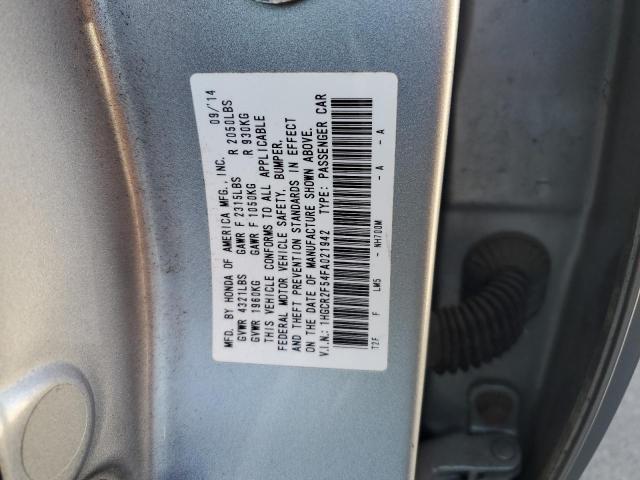 MFD. BY HONDA OF AMERICA MFG., INC. 09/'14
GVWR 4321LBS GAWR F 2315LBS R 2050LBS
GVWR 1960KG GAWR F 1050KG R 930KG
THIS VEHICLE CONFORMS TO ALL APPLICABLE
FEDERAL MOTOR VEHICLE SAFETY, BUMPER,
AND THEFT PREVENTION STANDARDS IN EFFECT
ON THE DATE OF MANUFACTURE SHOWN ABOVE.
V.I.N.: 1HGCR2F54FA021942 TYPE: PASSENGER CAR
T2F F LM5 - NH700M - A - A